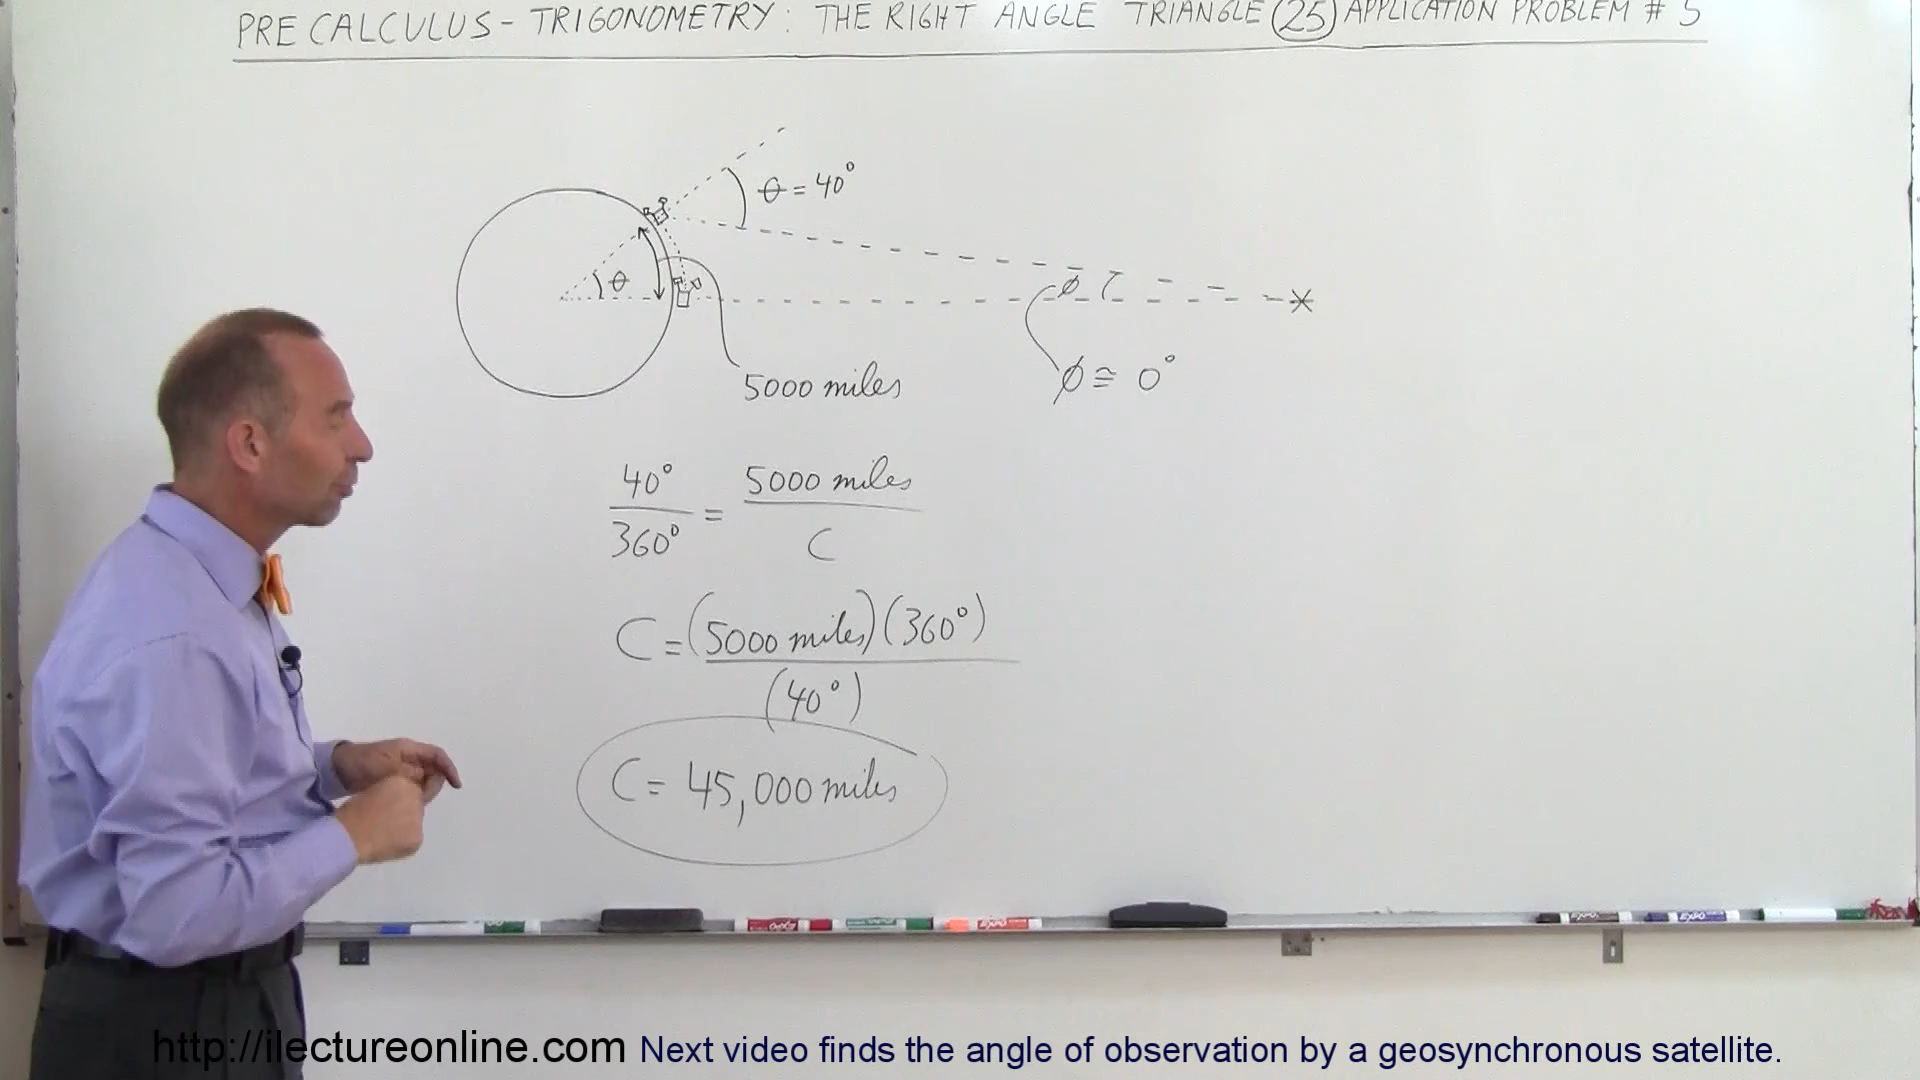 PRE CALCULUS - TRIGONOMETRY: THE RIGHT ANGLE TRIANGLE (25) APPLICATION PROBLEM # 5
θ = 40°
θ
ϕ
5000 miles
ϕ ≅ 0°
40° / 360° = 5000 miles / C
C = (5000 miles)(360°)
(40°)
C = 45,000 miles
EXPO EXPO
http://ilectureonline.com Next video finds the angle of observation by a geosynchronous satellite.